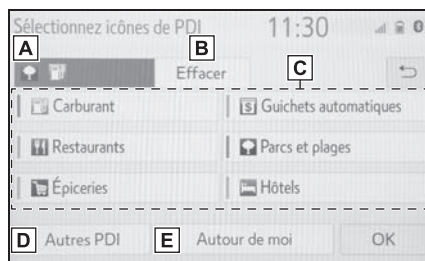 Sélectionnez icônes de PDI 11:30 0
A B C
Effacer
Carburant $ Guichets automatiques
Restaurants Parcs et plages
Épiceries Hôtels
D Autres PDI E Autour de moi OK